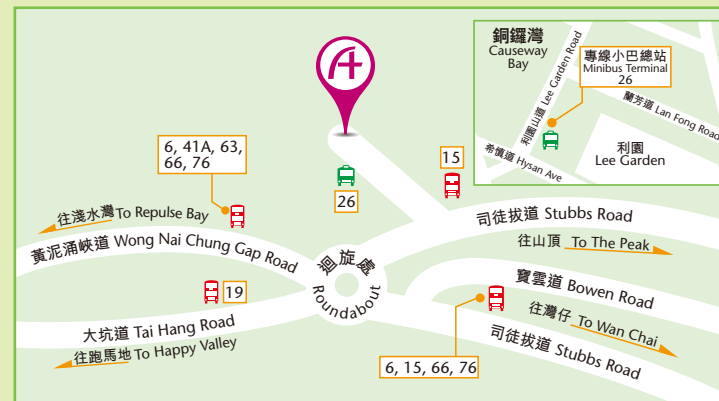 銅鑼灣
Causeway
Bay
利園山道 Lee Garden Road
專線小巴總站
Minibus Terminal
26
蘭芳道 Lan Fong Road
希慎道 Hysan Ave
利園
Lee Garden
6, 41A, 63,
66, 76
15
26
往淺水灣 To Repulse Bay
黃泥涌峽道 Wong Nai Chung Gap Road
司徒拔道 Stubbs Road
往山頂 To The Peak
迴旋處
Roundabout
19
寶雲道 Bowen Road
大坑道 Tai Hang Road
往灣仔 To Wan Chai
往跑馬地 To Happy Valley
司徒拔道 Stubbs Road
6, 15, 66, 76